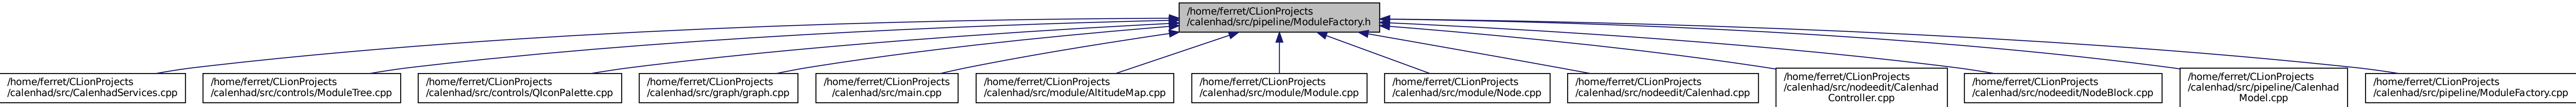 /home/ferret/CLionProjects
/calenhad/src/pipeline/ModuleFactory.h
/home/ferret/CLionProjects
/calenhad/src/CalenhadServices.cpp
/home/ferret/CLionProjects
/calenhad/src/controls/ModuleTree.cpp
/home/ferret/CLionProjects
/calenhad/src/controls/QIconPalette.cpp
/home/ferret/CLionProjects
/calenhad/src/graph/graph.cpp
/home/ferret/CLionProjects
/calenhad/src/main.cpp
/home/ferret/CLionProjects
/calenhad/src/module/AltitudeMap.cpp
/home/ferret/CLionProjects
/calenhad/src/module/Module.cpp
/home/ferret/CLionProjects
/calenhad/src/module/Node.cpp
/home/ferret/CLionProjects
/calenhad/src/nodeedit/Calenhad.cpp
/home/ferret/CLionProjects
/calenhad/src/nodeedit/Calenhad
Controller.cpp
/home/ferret/CLionProjects
/calenhad/src/nodeedit/NodeBlock.cpp
/home/ferret/CLionProjects
/calenhad/src/pipeline/Calenhad
Model.cpp
/home/ferret/CLionProjects
/calenhad/src/pipeline/ModuleFactory.cpp